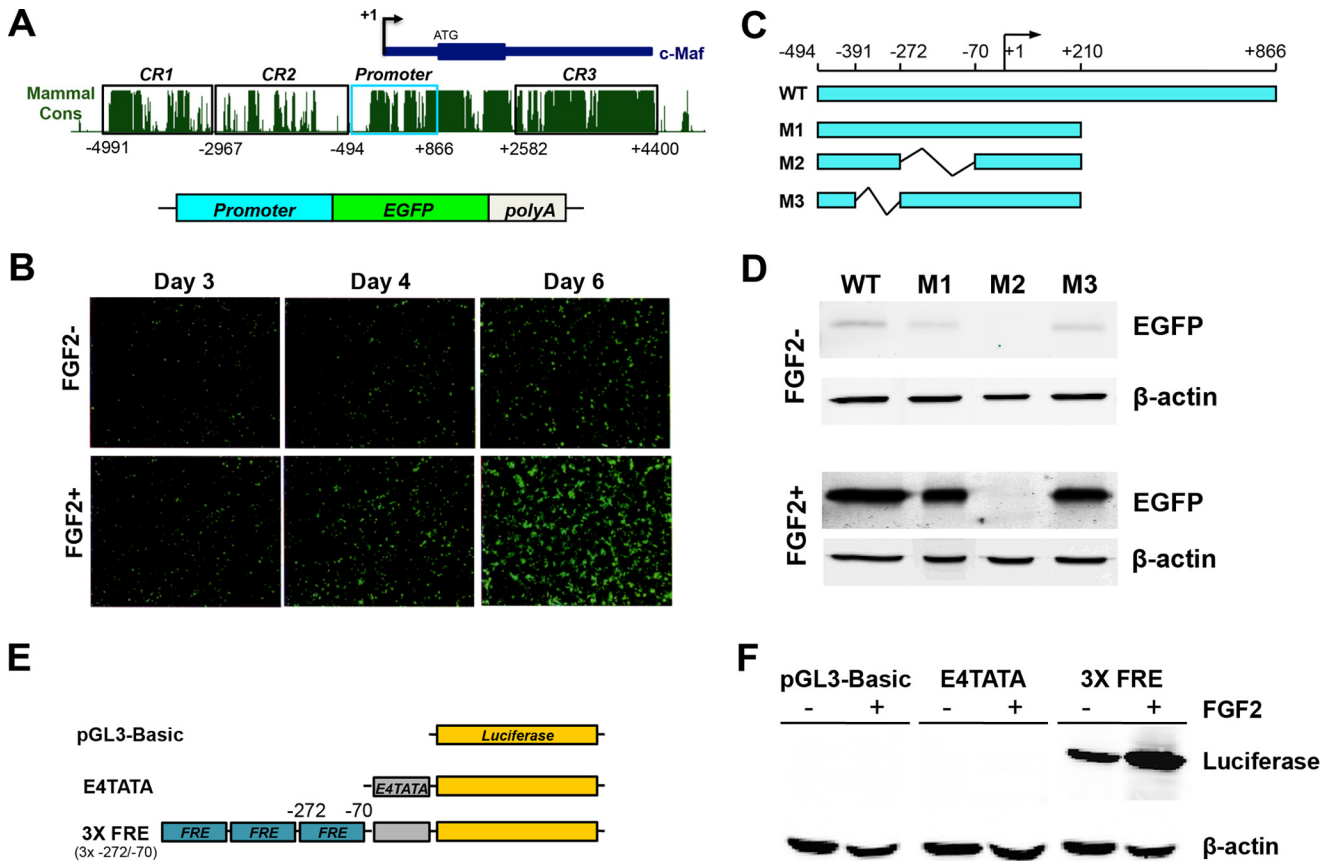 A
+1
ATG
c-Maf
CR1
CR2
Promoter
CR3
Mammal
Cons
-4991
-2967
-494
+866
+2582
+4400
Promoter
EGFP
polyA
B
Day 3
Day 4
Day 6
FGF2-
FGF2+
C
-494
-391
-272
-70
+1
+210
+866
WT
M1
M2
M3
D
WT
M1
M2
M3
FGF2-
EGFP
β-actin
FGF2+
EGFP
β-actin
E
pGL3-Basic
Luciferase
E4TATA
E4TATA
-272
-70
3X FRE
FRE
FRE
FRE
(3x -272/-70)
F
pGL3-Basic
E4TATA
3X FRE
- + - + - + FGF2
Luciferase
β-actin